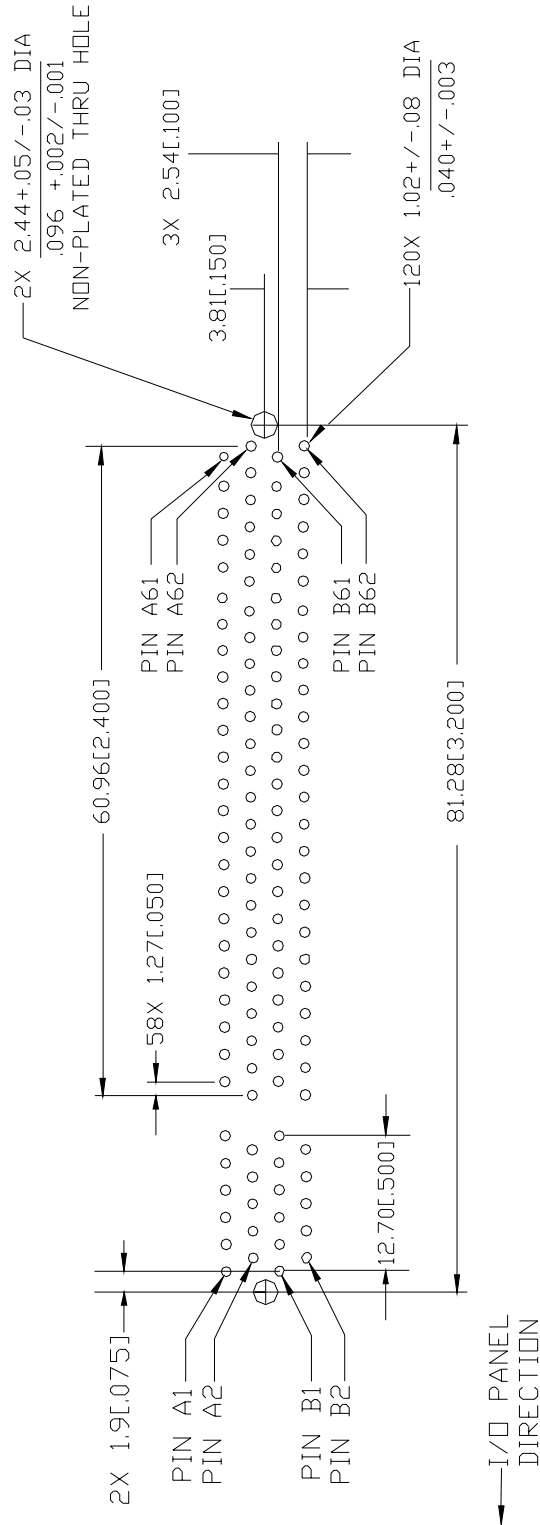 2X 2.44+.05/-.03 DIA
.096 +.002/-.001
NON-PLATED THRU HOLE
3X 2.54[.100]
3.81[.150]
120X 1.02+/-.08 DIA
.040+/-.003
60.96[2.400]
PIN A61
PIN A62
PIN B61
PIN B62
58X 1.27[.050]
81.28[3.200]
12.70[.500]
2X 1.9[.075]
PIN A1
PIN A2
PIN B1
PIN B2
I/O PANEL
DIRECTION